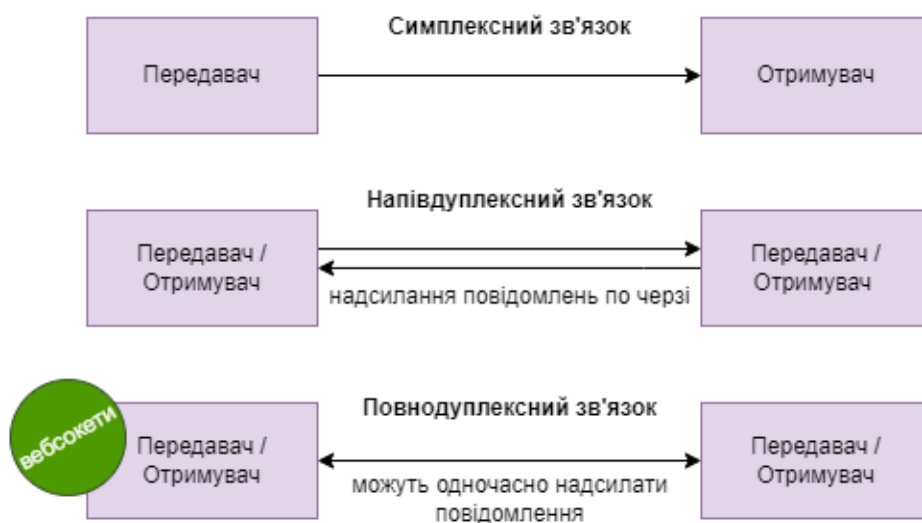 Симплексний зв'язок
Передавач
Отримувач
Напівдуплексний зв'язок
Передавач /
Отримувач
Передавач /
Отримувач
надсилання повідомлень по черзі
вебсокети
Повнодуплексний зв'язок
Передавач /
Отримувач
Передавач /
Отримувач
можуть одночасно надсилати
повідомлення